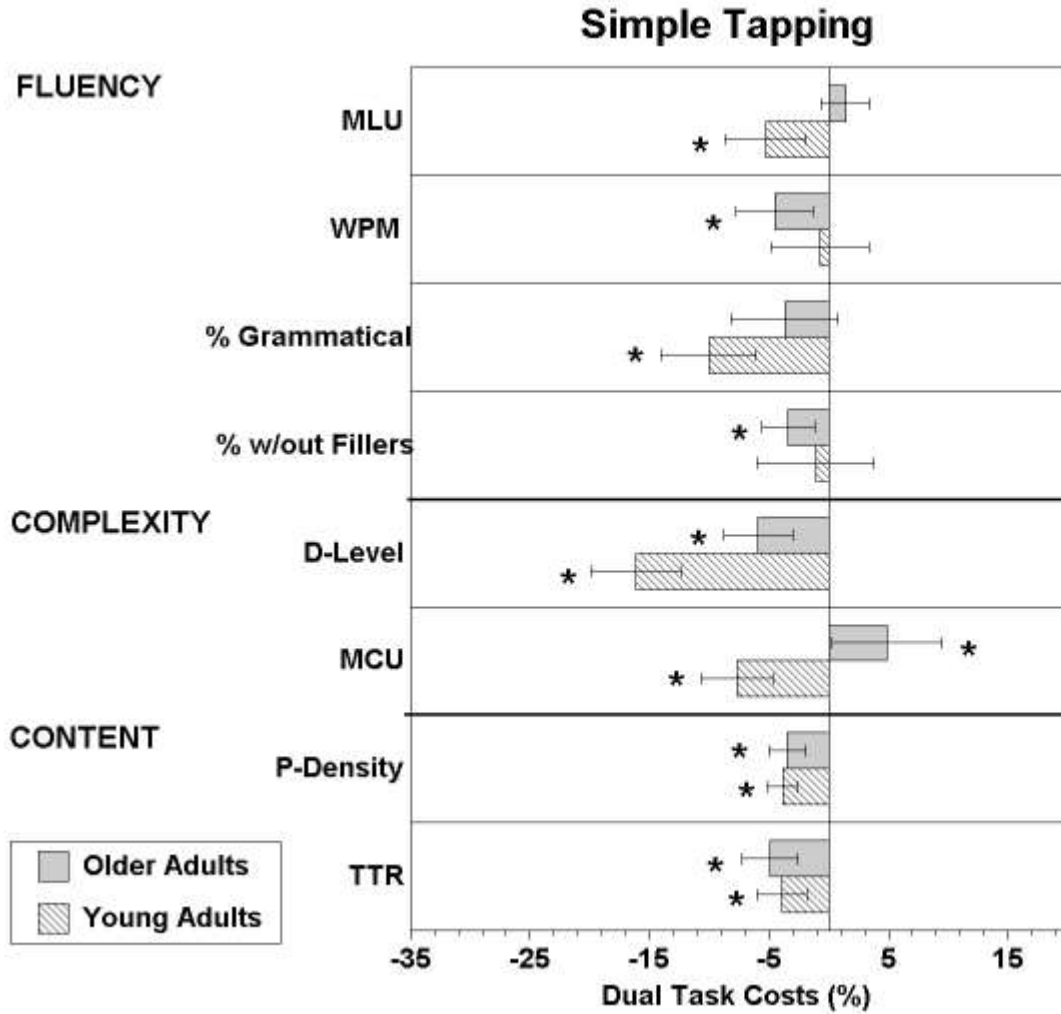 Simple Tapping
FLUENCY
MLU
*
WPM
*
% Grammatical
*
% w/out Fillers
*
COMPLEXITY
D-Level
*
*
MCU
*
*
CONTENT
P-Density
*
*
TTR
*
*
Older Adults
Young Adults
-35 -25 -15 -5 5 15
Dual Task Costs (%)